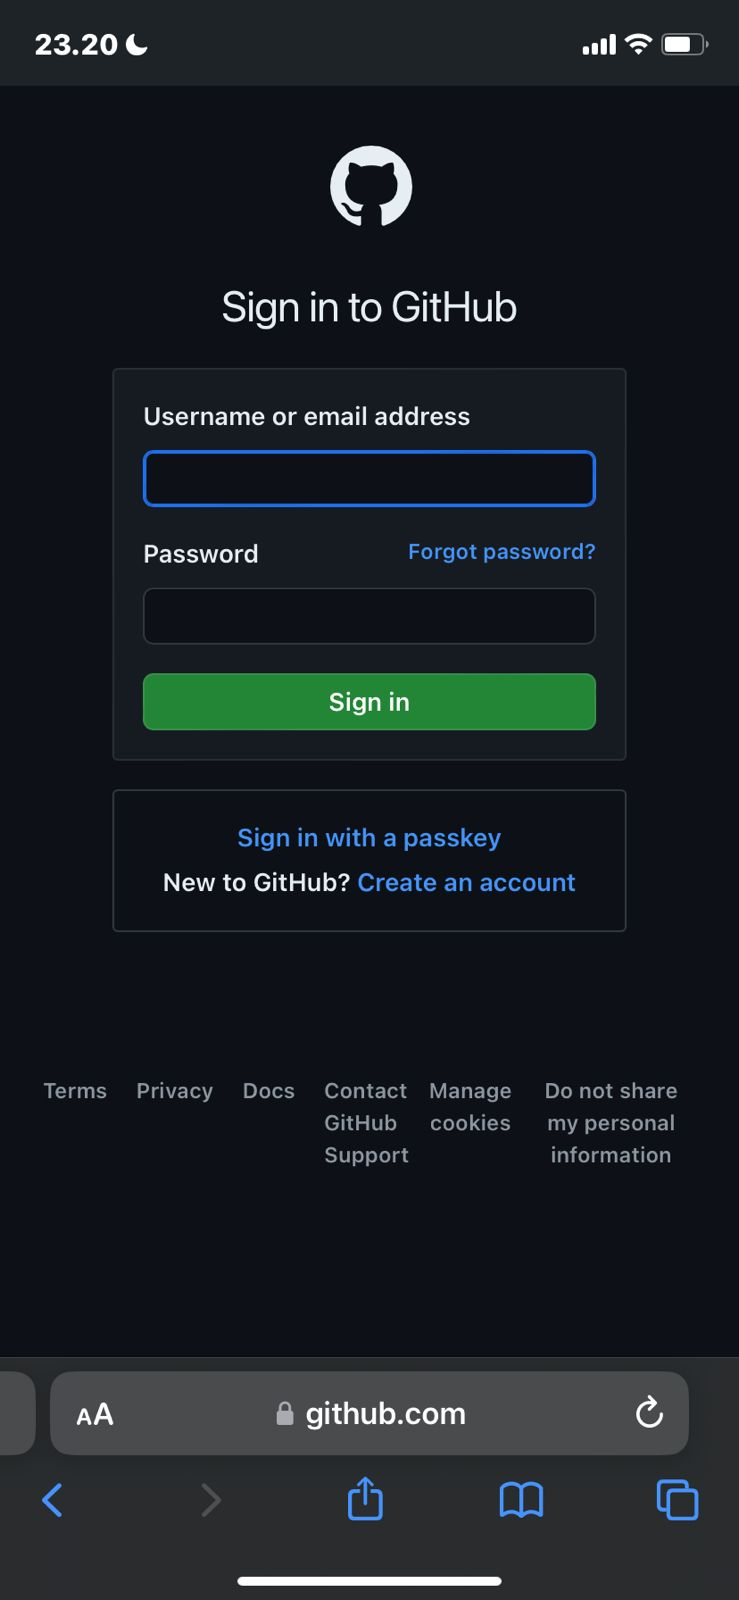 23.20
Sign in to GitHub
Username or email address
Password Forgot password?
Sign in
Sign in with a passkey
New to GitHub? Create an account
Terms Privacy Docs Contact GitHub Support Manage cookies Do not share my personal information
AA github.com